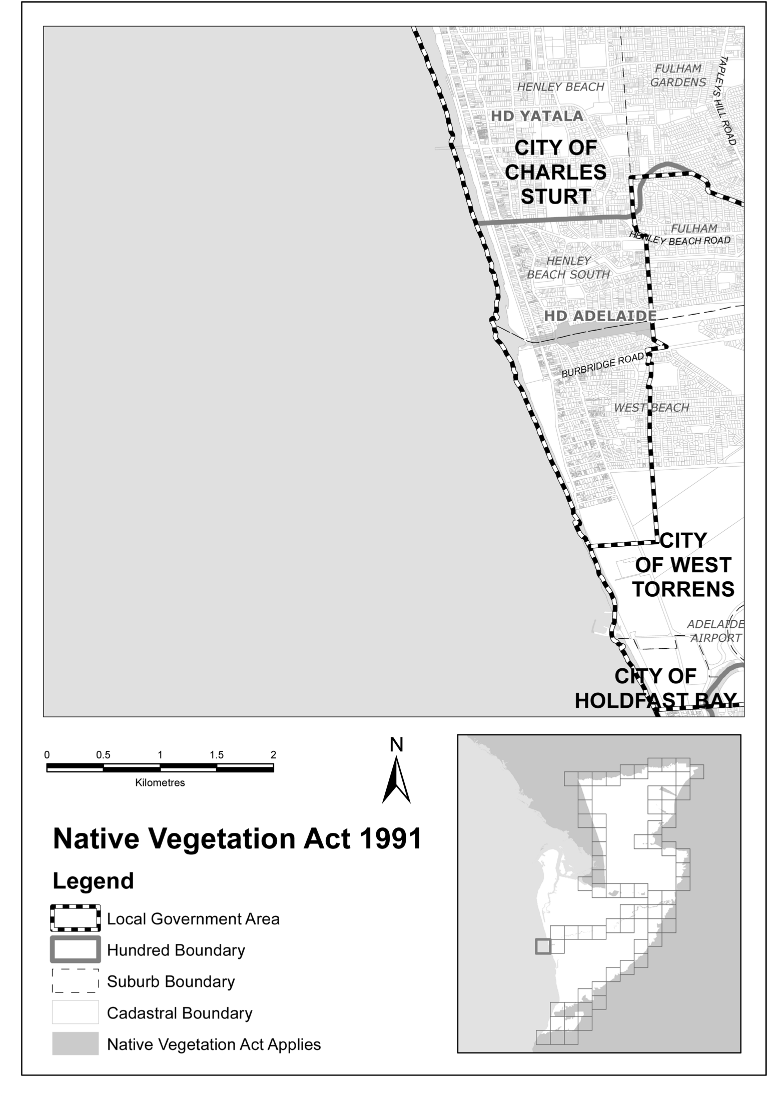 HENLEY BEACH
FULHAM
GARDENS
TAPLEYS HILL ROAD
HD YATALA
CITY OF
CHARLES
STURT
FULHAM
HENLEY BEACH ROAD
HENLEY
BEACH SOUTH
HD ADELAIDE
BURBRIDGE ROAD
WEST BEACH
CITY
OF WEST
TORRENS
ADELAIDE
AIRPORT
CITY OF
HOLDFAST BAY
0 0.5 1 1.5 2
Kilometres
N
Native Vegetation Act 1991
Legend
Local Government Area
Hundred Boundary
Suburb Boundary
Cadastral Boundary
Native Vegetation Act Applies